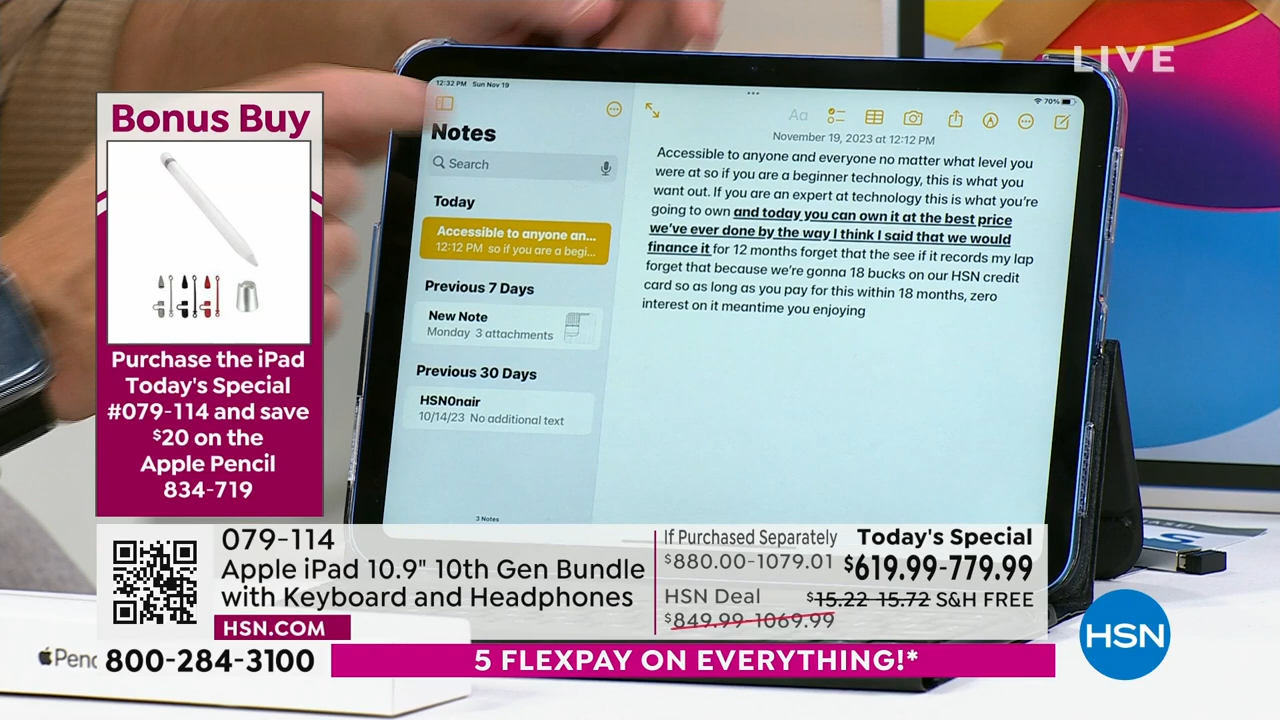 LIVE
Bonus Buy
Purchase the iPad
Today's Special
#079-114 and save
$20 on the
Apple Pencil
834-719
12:32 PM Sun Nov 19
70%
Notes
Search
Today
Accessible to anyone an...
12:12 PM so if you are a begi...
Previous 7 Days
New Note
Monday 3 attachments
Previous 30 Days
HSN0nair
10/14/23 No additional text
3 Notes
Aa
November 19, 2023 at 12:12 PM
Accessible to anyone and everyone no matter what level you
were at so if you are a beginner technology, this is what you
want out. If you are an expert at technology this is what you're
going to own and today you can own it at the best price
we've ever done by the way I think I said that we would
finance it for 12 months forget that the see if it records my lap
forget that because we're gonna 18 bucks on our HSN credit
card so as long as you pay for this within 18 months, zero
interest on it meantime you enjoying
079-114
Apple iPad 10.9" 10th Gen Bundle
with Keyboard and Headphones
HSN.COM
If Purchased Separately
$880.00-1079.01
HSN Deal
$849.99-1069.99
Today's Special
$619.99-779.99
$15.22-15.72 S&H FREE
HSN
Penc
800-284-3100
5 FLEXPAY ON EVERYTHING!*